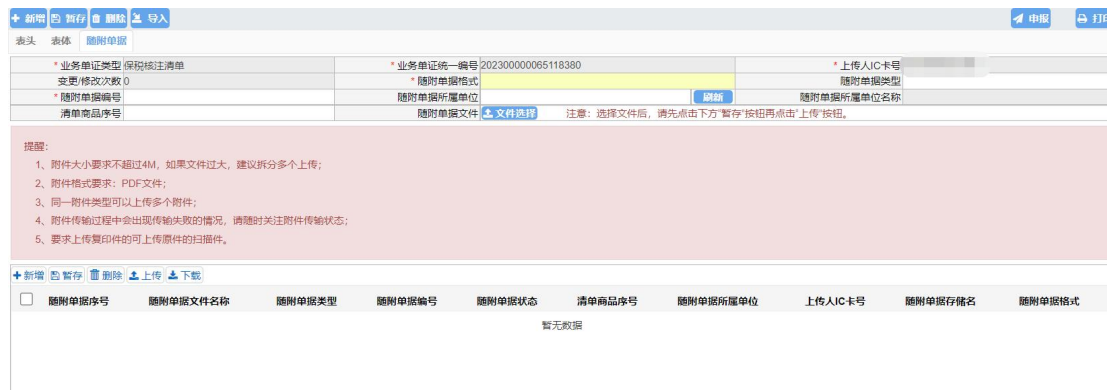 新增 暂存 删除 导入 申报 打印
表头 表体 随附单据
* 业务单证类型 保税核注清单 * 业务单证统一编号 202300000065118380 * 上传人IC卡号
变更/修改次数 0 * 随附单据格式 随附单据类型
* 随附单据编号 随附单据所属单位 刷新 随附单据所属单位名称
清单商品序号 随附单据文件 文件选择 注意:选择文件后,请先点击下方"暂存"按钮再点击"上传"按钮。
提醒:
1、附件大小要求不超过4M,如果文件过大,建议拆分多个上传;
2、附件格式要求:PDF文件;
3、同一附件类型可以上传多个附件;
4、附件传输过程中会出现传输失败的情况,请随时关注附件传输状态;
5、要求上传复印件的可上传原件的扫描件。
新增 暂存 删除 上传 下载
随附单据序号 随附单据文件名称 随附单据类型 随附单据编号 随附单据状态 清单商品序号 随附单据所属单位 上传人IC卡号 随附单据存储名 随附单据格式
暂无数据